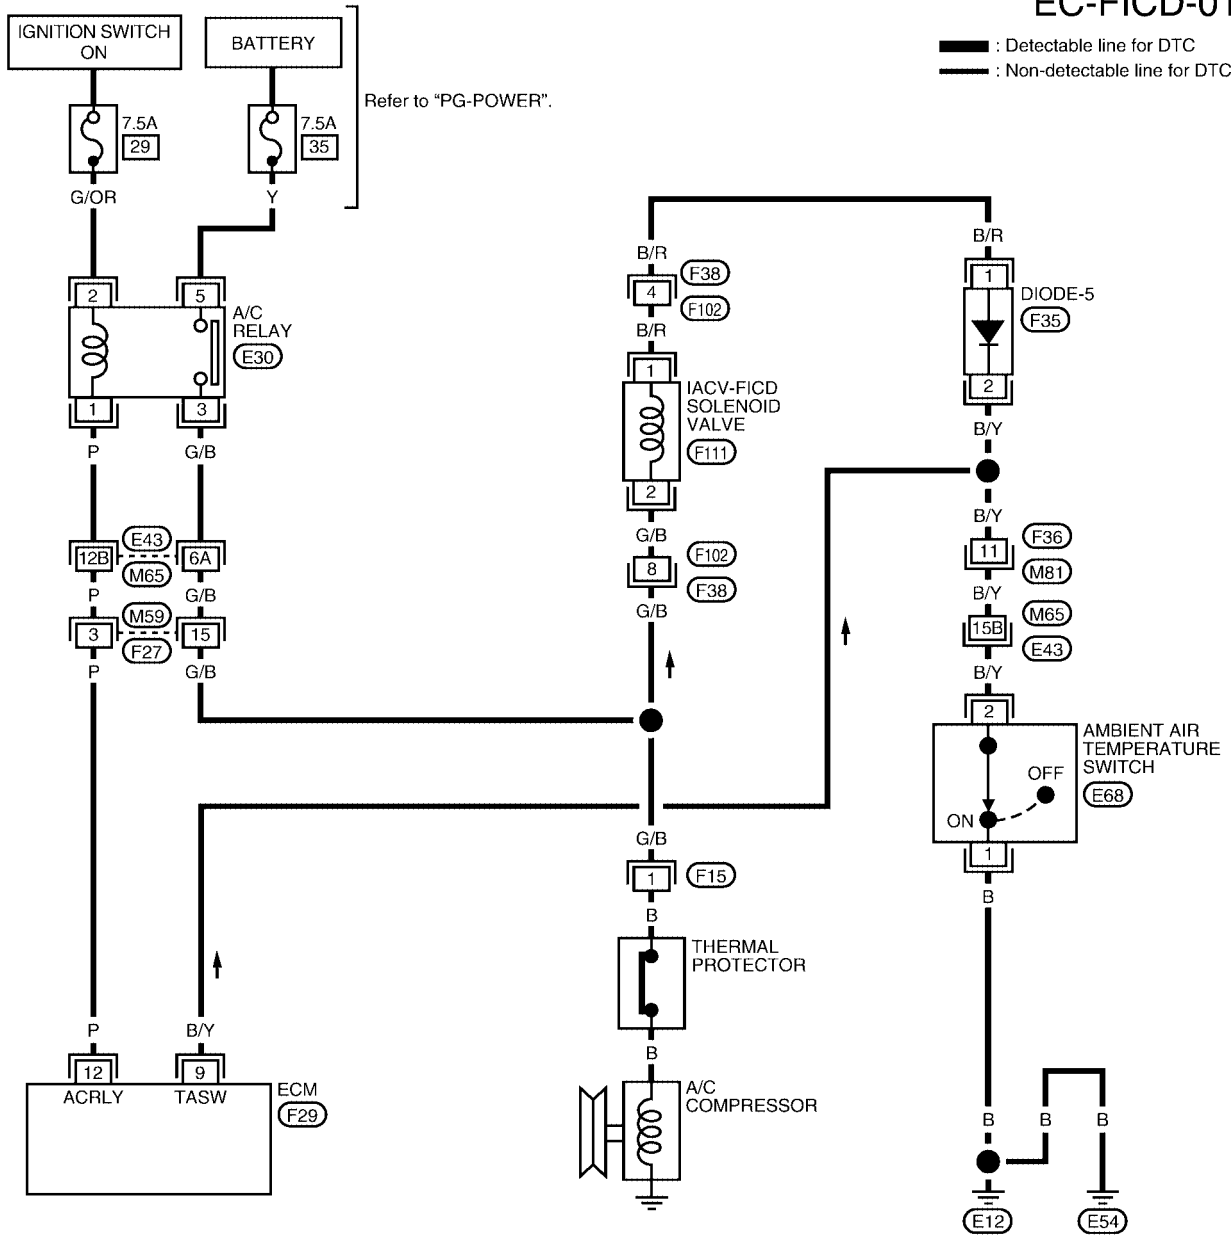 EC-FICD-01
: Detectable line for DTC
: Non-detectable line for DTC
IGNITION SWITCH
ON
BATTERY
Refer to “PG-POWER”.
7.5A
29
7.5A
35
G/OR
Y
2
5
A/C
RELAY
E30
1
3
P
G/B
12B
E43
M65
6A
P
G/B
3
M59
F27
15
P
G/B
B/R
4
F38
F102
B/R
1
IACV-FICD
SOLENOID
VALVE
F111
2
G/B
8
F102
F38
G/B
B/R
1
DIODE-5
F35
2
B/Y
B/Y
11
F36
M81
B/Y
15B
M65
E43
B/Y
2
AMBIENT AIR
TEMPERATURE
SWITCH
E68
OFF
ON
1
B
G/B
1
F15
B
THERMAL
PROTECTOR
B
A/C
COMPRESSOR
P
B/Y
12
9
ACRLY
TASW
ECM
F29
B
B
B
E12
E54